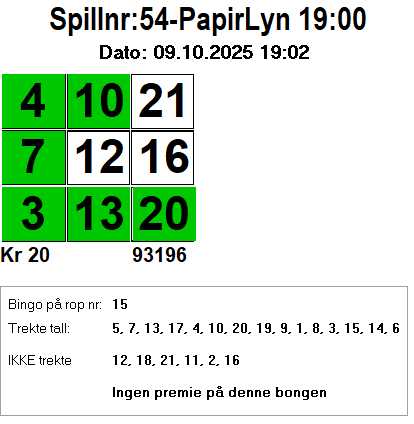 Spillnr:54-PapirLyn 19:00
Dato: 09.10.2025 19:02
4 10 21
7 12 16
3 13 20
Kr 20 93196
Bingo på rop nr: 15
Trekte tall: 5, 7, 13, 17, 4, 10, 20, 19, 9, 1, 8, 3, 15, 14, 6
IKKE trekte 12, 18, 21, 11, 2, 16
Ingen premie på denne bongen